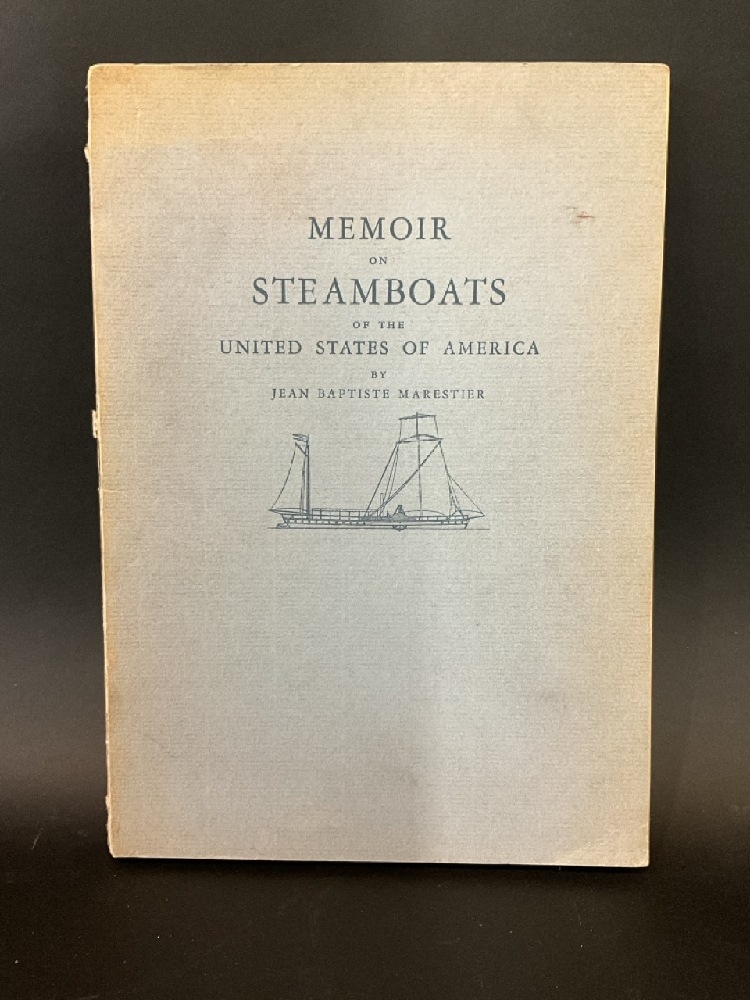 MEMOIR
ON
STEAMBOATS
OF THE
UNITED STATES OF AMERICA
BY
JEAN BAPTISTE MARESTIER